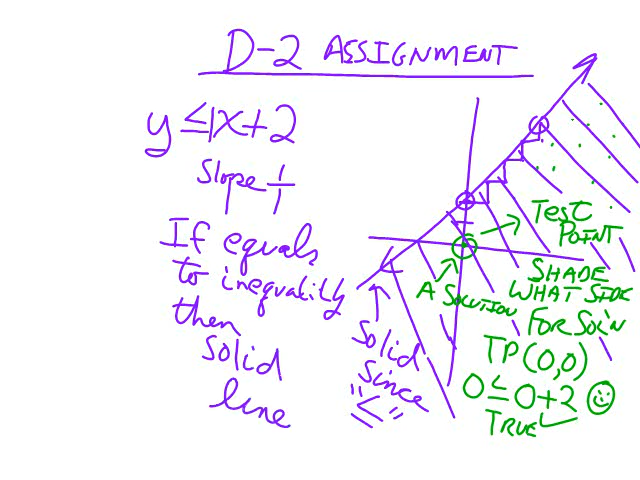 D-2 ASSIGNMENT
y ≤ 1x+2
Slope 1/1
If equals
to inequality
then
solid
line
Solid
since
"≤"
A SOLUTION
TEST
POINT
SHADE
WHAT SIDE
FOR SOL'N
TP(0,0)
0 ≤ 0+2 ☺
TRUE ✓